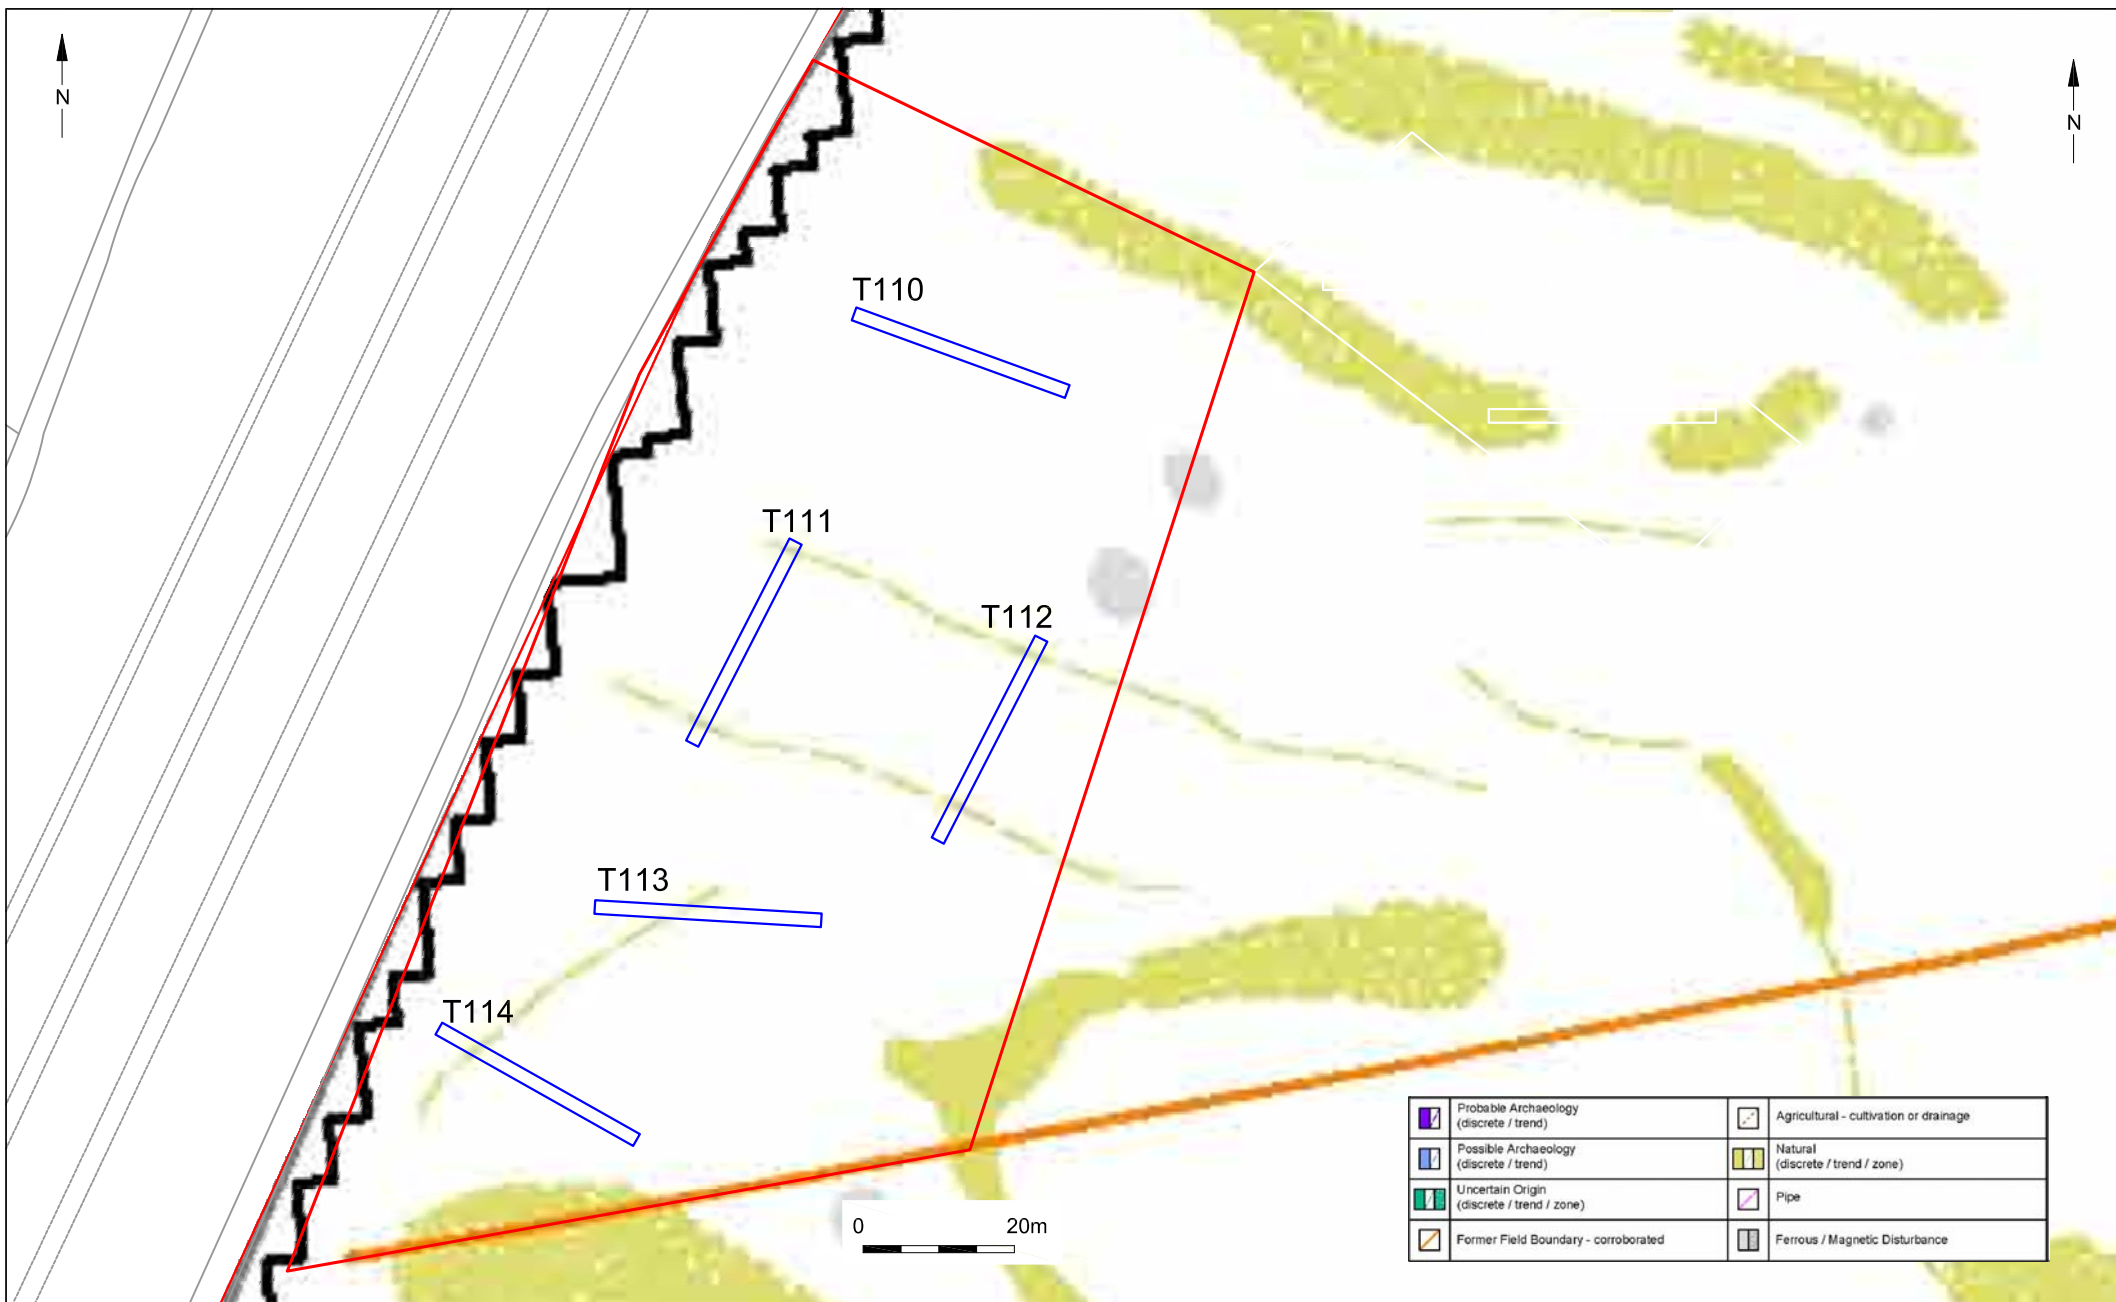 N
N
T110
T111
T112
T113
T114
0 20m
Probable Archaeology
(discrete / trend)
Agricultural - cultivation or drainage
Possible Archaeology
(discrete / trend)
Natural
(discrete / trend / zone)
Uncertain Origin
(discrete / trend / zone)
Pipe
Former Field Boundary - corroborated
Ferrous / Magnetic Disturbance